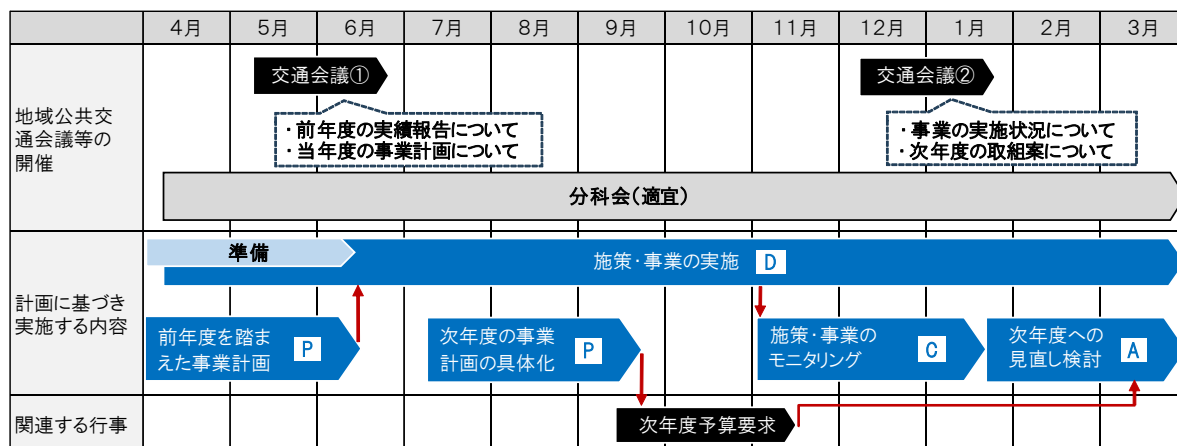 4月 5月 6月 7月 8月 9月 10月 11月 12月 1月 2月 3月
地域公共交
通会議等の
開催
交通会議①
・前年度の実績報告について
・当年度の事業計画について
交通会議②
・事業の実施状況について
・次年度の取組案について
分科会(適宜)
計画に基づき
実施する内容
準備
施策・事業の実施 D
前年度を踏ま
えた事業計画
P
次年度の事業
計画の具体化
P
施策・事業の
モニタリング
C
次年度への
見直し検討
A
関連する行事
次年度予算要求